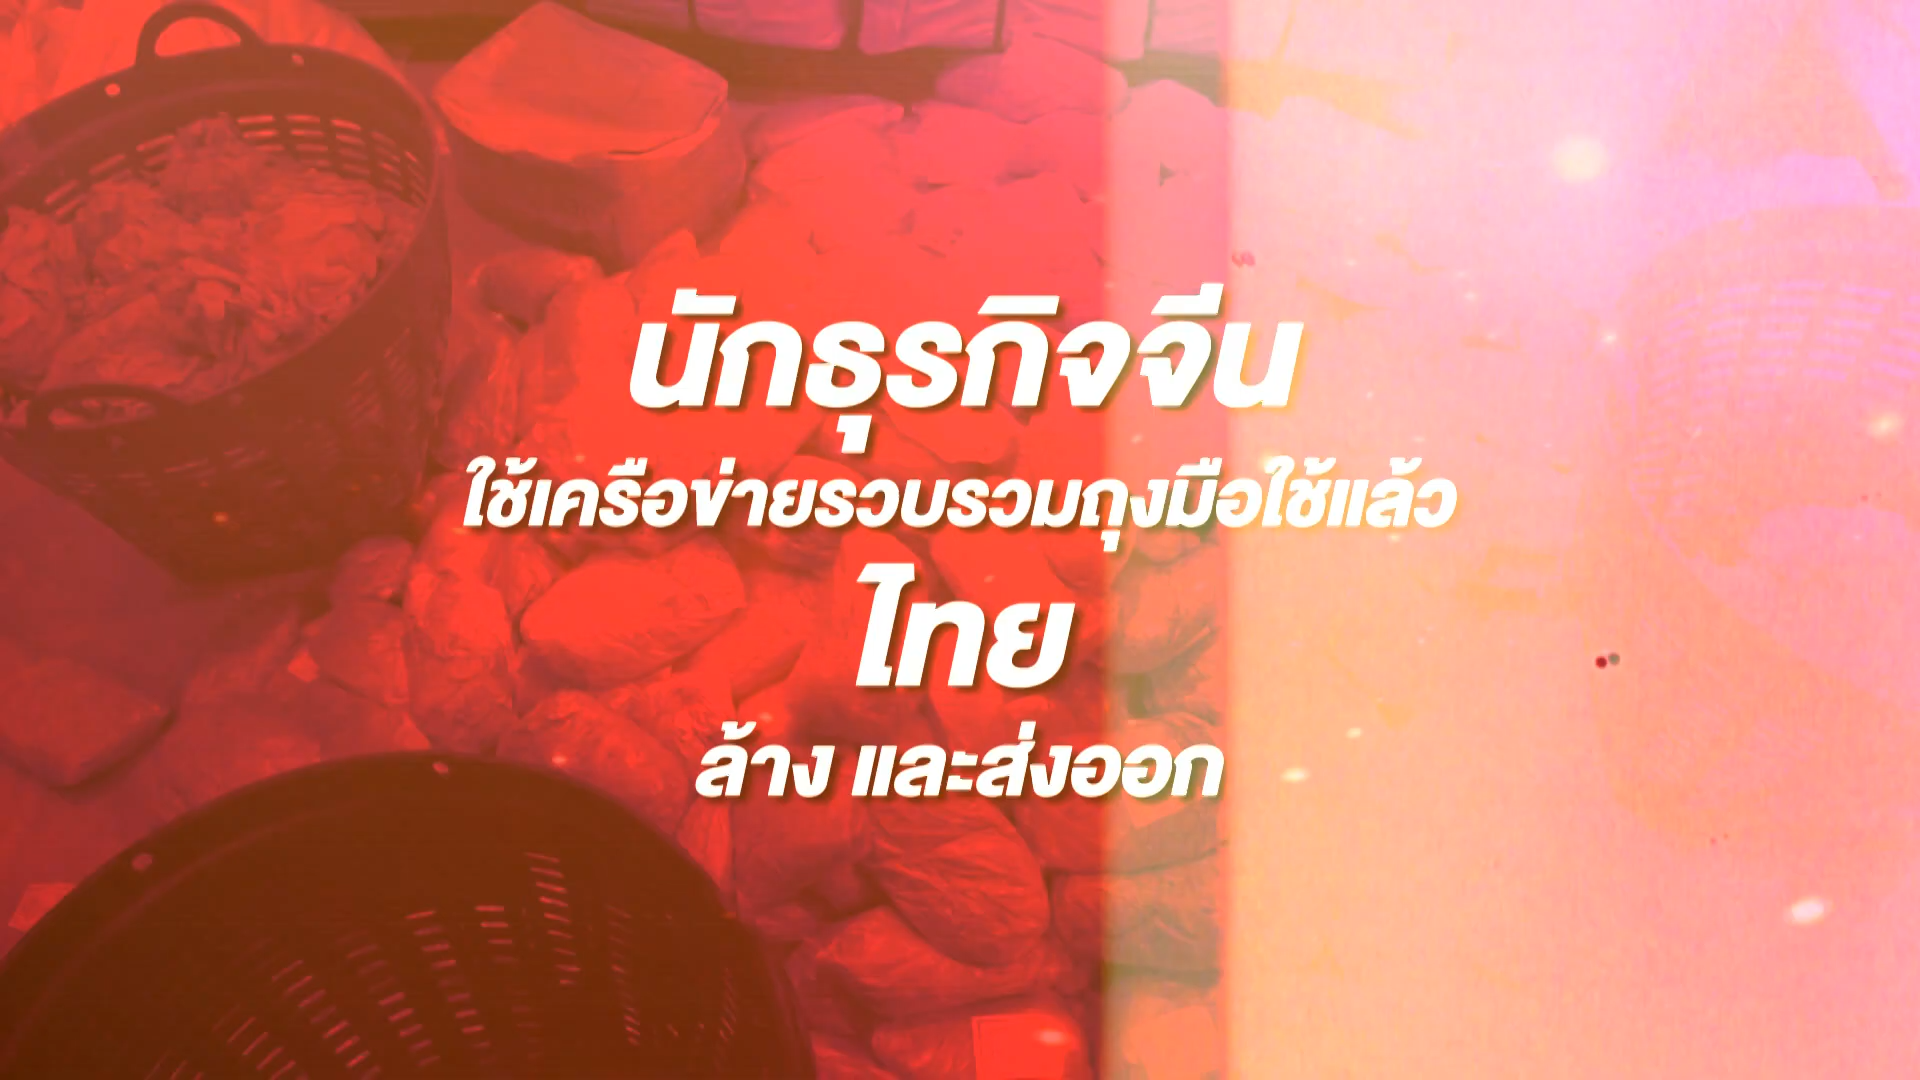 นักธุรกิจจีน
ใช้เครือข่ายรวบรวมถุงมือใช้แล้ว
ไทย
ล้าง และส่งออก